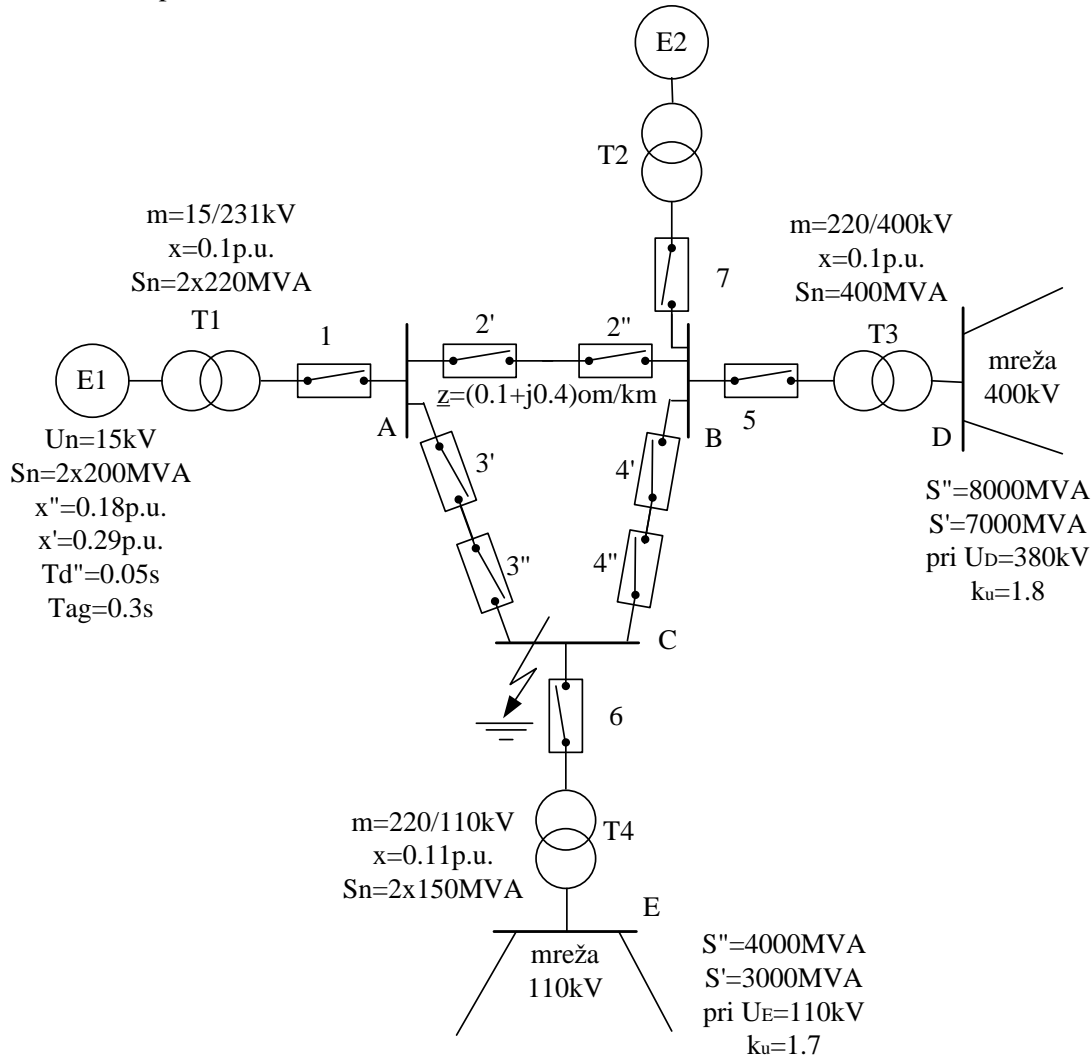 E2
T2
7
m=15/231kV
x=0.1p.u.
Sn=2x220MVA
T1
1
E1
Un=15kV
Sn=2x200MVA
x"=0.18p.u.
x'=0.29p.u.
Td"=0.05s
Tag=0.3s
2'
2"
z=(0.1+j0.4)om/km
A
B
m=220/400kV
x=0.1p.u.
Sn=400MVA
T3
5
D
mreža
400kV
S"=8000MVA
S'=7000MVA
pri UD=380kV
ku=1.8
3'
3"
4'
4"
C
6
m=220/110kV
x=0.11p.u.
Sn=2x150MVA
T4
E
mreža
110kV
S"=4000MVA
S'=3000MVA
pri UE=110kV
ku=1.7